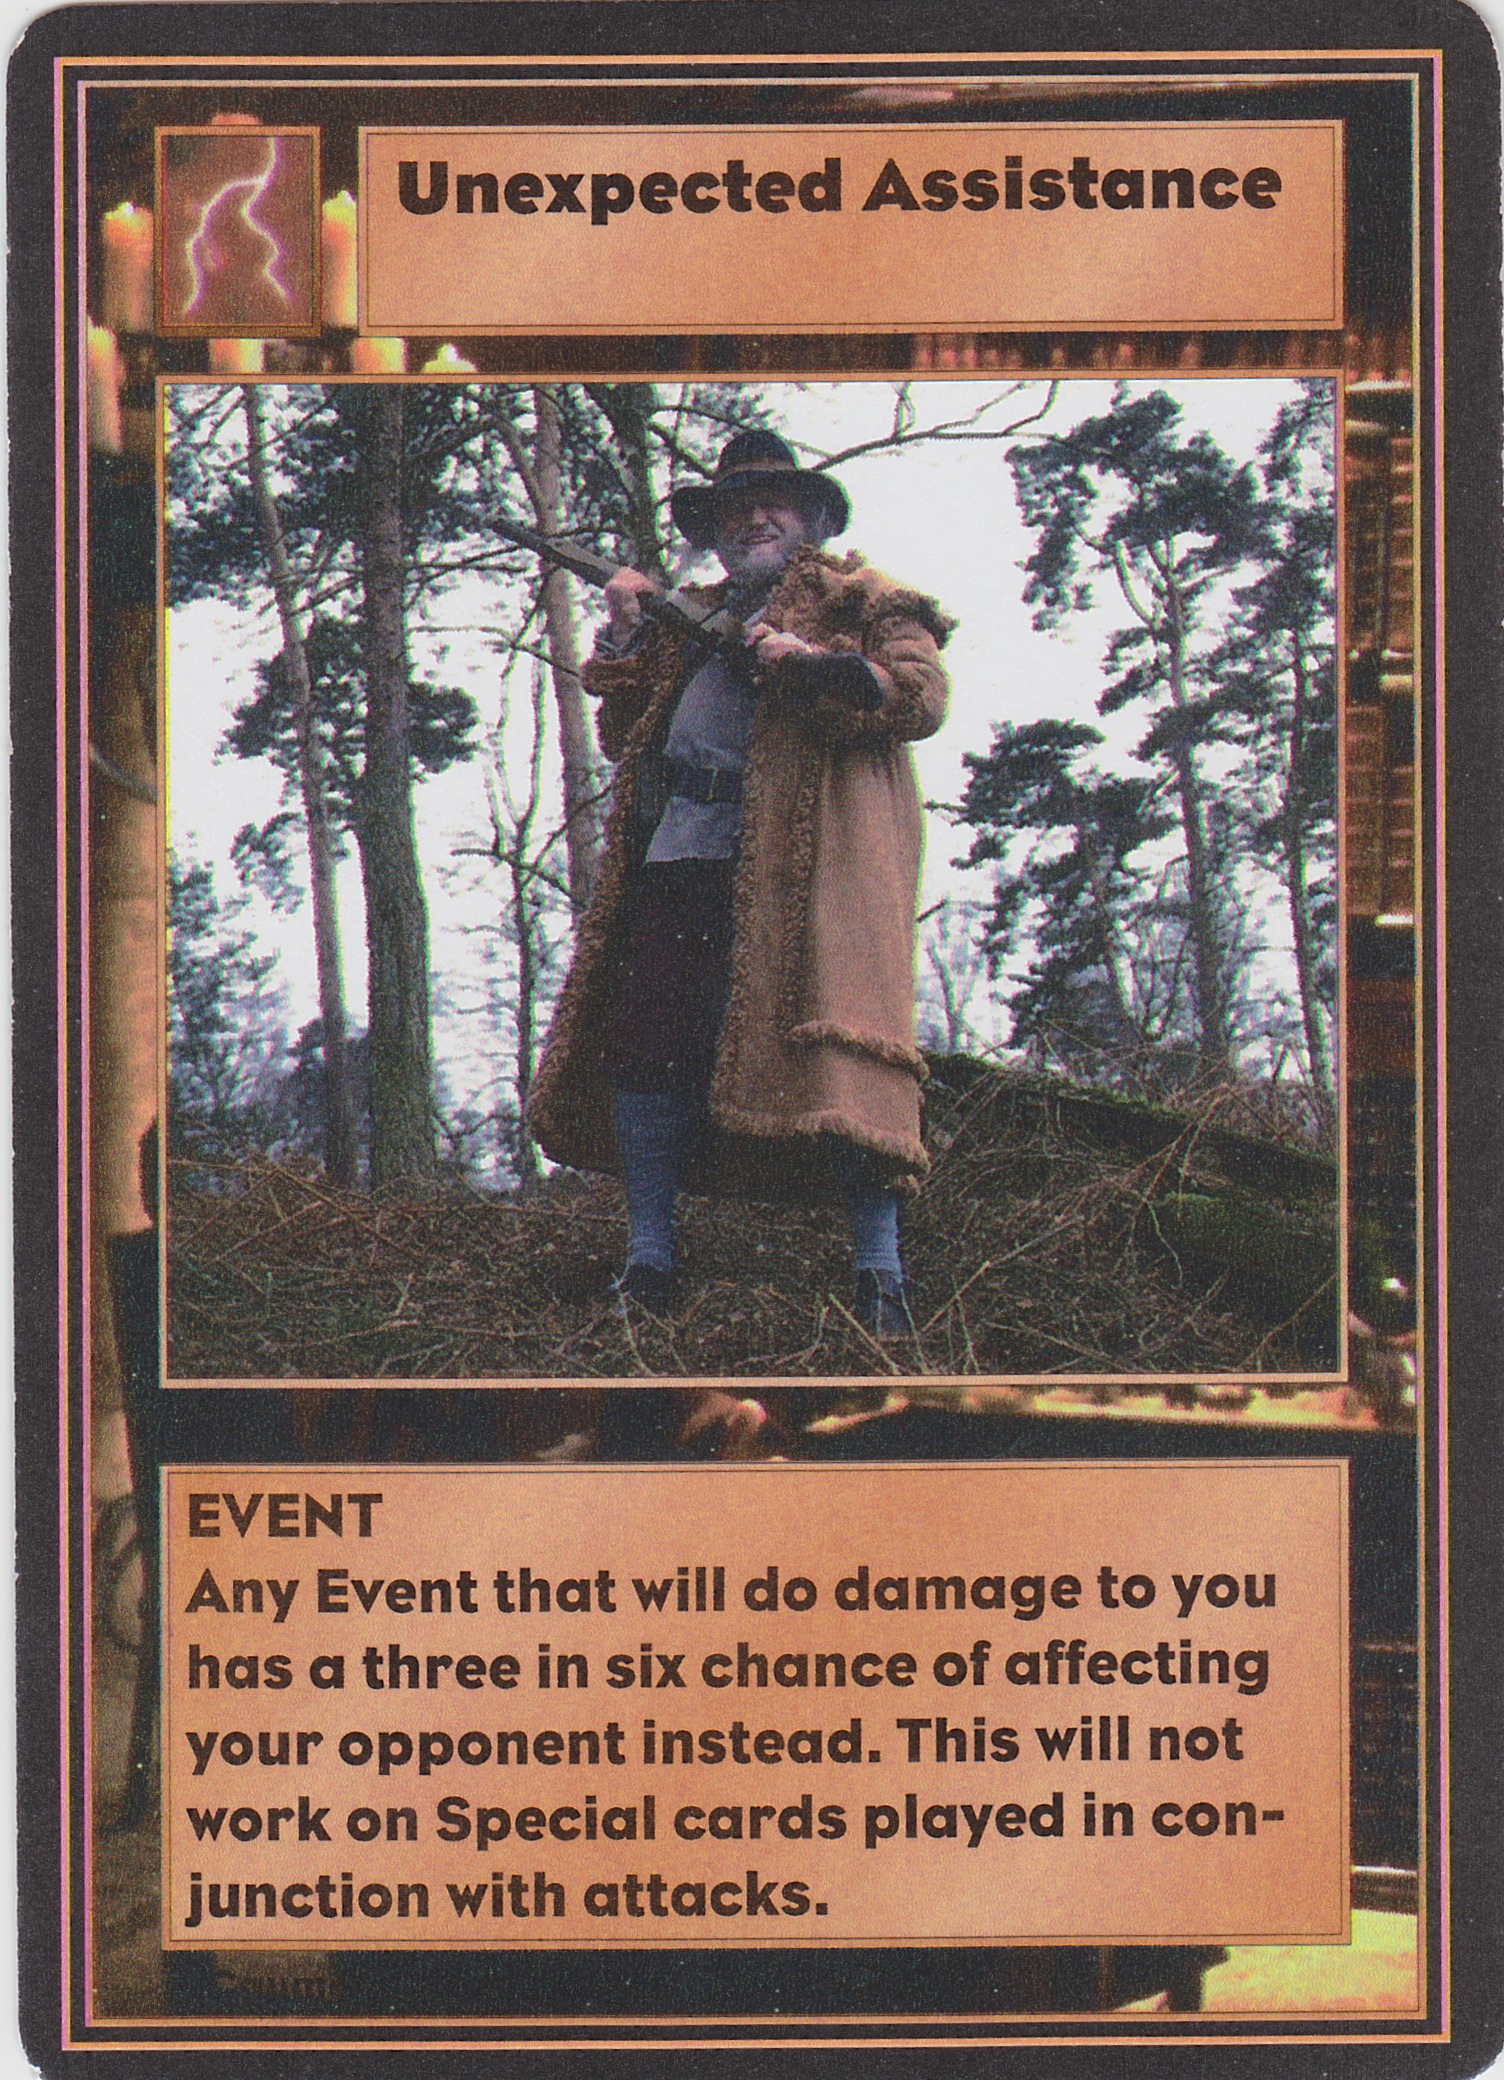 Unexpected Assistance
EVENT
Any Event that will do damage to you
has a three in six chance of affecting
your opponent instead. This will not
work on Special cards played in con-
junction with attacks.